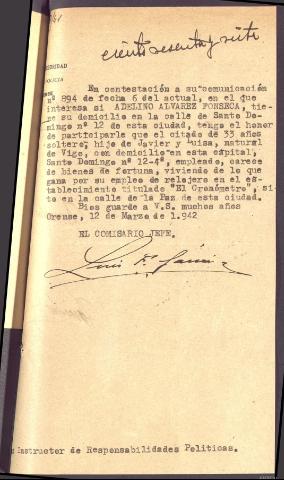 161
ciento sesenta y siete
SEGURIDAD
POLICIA
En contestación a su comunicación
nº 894 de fecha 6 del actual, en el que
interesa si ADELINO ALVAREZ FONSECA, tie-
ne su domicilio en la calle de Santo Do-
mingo nº 12 de esta ciudad, tengo el honor
de participarle que el citado de 33 años
soltero, hijo de Javier y Luisa, natural
de Vigo, con domicilio en esta cápital,
Santo Domingo nº 12-4º, empleado, carece
de bienes de fortuna, viviendo de lo que
gana por su empleo de relojero en el es-
tablecimiento titulado "El Cronómetro", si-
to en la calle de la Paz de esta ciudad.
Dios guarde a V.S. muchos años
Orense, 12 de Marzo de 1.942
EL COMISARIO JEFE,
Luis
Instructor de Responsabilidades Politicas.